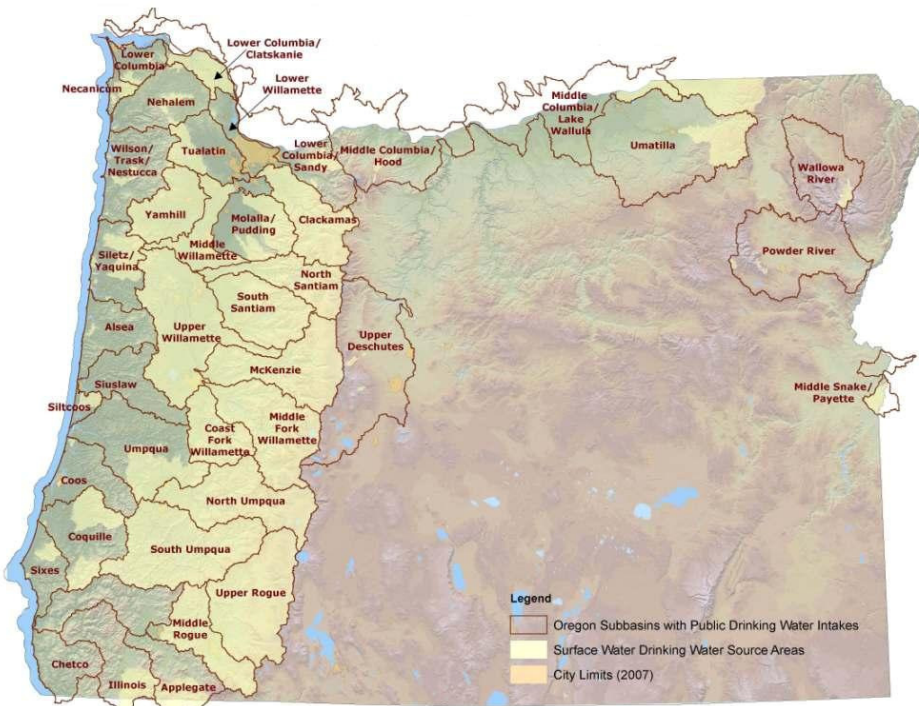 Lower Columbia/
Clatskanie
Lower
Columbia
Lower
Willamette
Necanicum
Nehalem
Middle
Columbia/
Lake
Wallula
Wilson/
Trask/
Nestucca
Tualatin
Lower
Columbia/
Sandy
Middle Columbia/
Hood
Umatilla
Wallowa
River
Yamhill
Molalla/
Pudding
Clackamas
Middle
Willamette
Powder River
Siletz/
Yaquina
North
Santiam
South
Santiam
Alsea
Upper
Willamette
Upper
Deschutes
McKenzie
Siuslaw
Middle Snake/
Payette
Siltcoos
Coast
Fork
Willamette
Middle
Fork
Willamette
Umpqua
Coos
North Umpqua
Coquille
South Umpqua
Sixes
Upper Rogue
Middle
Rogue
Chetco
Illinois
Applegate
Legend
Oregon Subbasins with Public Drinking Water Intakes
Surface Water Drinking Water Source Areas
City Limits (2007)